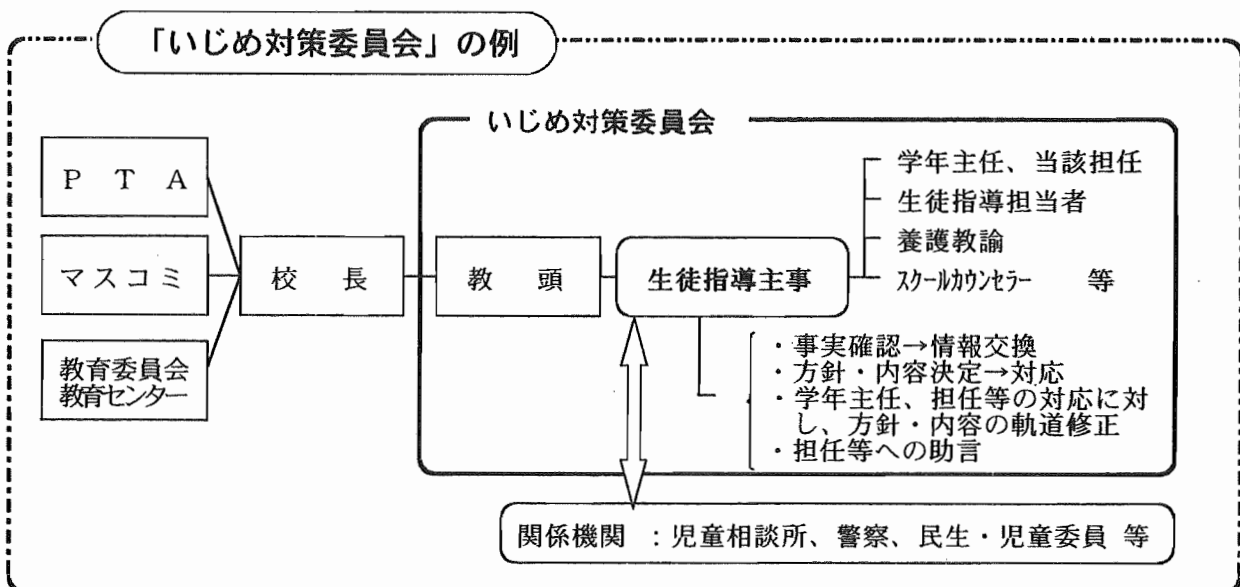 「いじめ対策委員会」の例
いじめ対策委員会
PTA
マスコミ
教育委員会
教育センター
校長
教頭
生徒指導主事
学年主任、当該担任
生徒指導担当者
養護教諭
スクールカウンセラー 等
・事実確認→情報交換
・方針・内容決定→対応
・学年主任、担任等の対応に対
し、方針・内容の軌道修正
・担任等への助言
関係機関 :児童相談所、警察、民生・児童委員 等